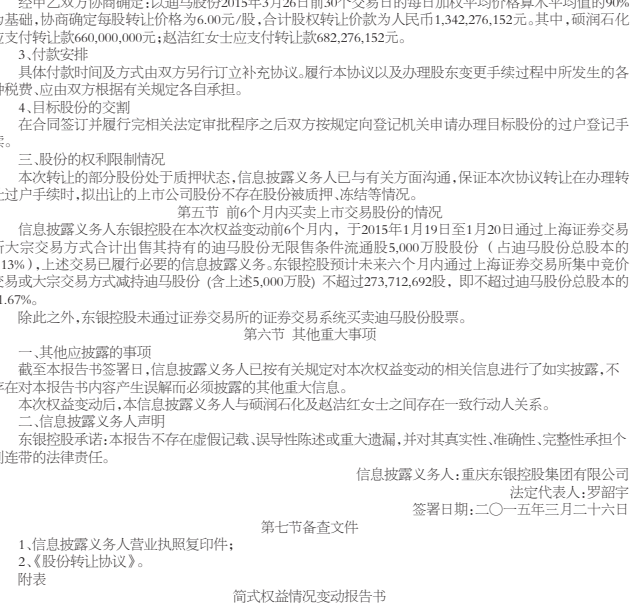 经甲乙双方协商确定:以迪马股份2015年3月26日前30个交易日的每日加权平均价格算术平均值的90%
为基础,协商确定每股转让价格为6.00元/股,合计股权转让价款为人民币1,342,276,152元。其中,硕润石化
应支付转让款660,000,000元;赵洁红女士应支付转让款682,276,152元。
3、付款安排
具体付款时间及方式由双方另行订立补充协议。履行本协议以及办理股东变更手续过程中所发生的各
种税费、应由双方根据有关规定各自承担。
4、目标股份的交割
在合同签订并履行完相关法定审批程序之后双方按规定向登记机关申请办理目标股份的过户登记手
续。
三、股份的权利限制情况
本次转让的部分股份处于质押状态,信息披露义务人已与有关方面沟通,保证本次协议转让在办理转
让过户手续时,拟出让的上市公司股份不存在股份被质押、冻结等情况。
第五节 前6个月内买卖上市交易股份的情况
信息披露义务人东银控股在本次权益变动前6个月内, 于2015年1月19日至1月20日通过上海证券交易
所大宗交易方式合计出售其持有的迪马股份无限售条件流通股5,000万股股份 ( 占迪马股份总股本的
13%),上述交易已履行必要的信息披露义务。东银控股预计未来六个月内通过上海证券交易所集中竞价
交易或大宗交易方式减持迪马股份 (含上述5,000万股) 不超过273,712,692股, 即不超过迪马股份总股本的
1.67%。
除此之外,东银控股未通过证券交易所的证券交易系统买卖迪马股份股票。
第六节 其他重大事项
一、其他应披露的事项
截至本报告书签署日,信息披露义务人已按有关规定对本次权益变动的相关信息进行了如实披露,不
存在对本报告书内容产生误解而必须披露的其他重大信息。
本次权益变动后,本信息披露义务人与硕润石化及赵洁红女士之间存在一致行动人关系。
二、信息披露义务人声明
东银控股承诺:本报告不存在虚假记载、误导性陈述或重大遗漏,并对其真实性、准确性、完整性承担个
别连带的法律责任。
信息披露义务人:重庆东银控股集团有限公司
法定代表人:罗韶宇
签署日期:二〇一五年三月二十六日
第七节备查文件
1、信息披露义务人营业执照复印件;
2、《股份转让协议》。
附表
简式权益情况变动报告书